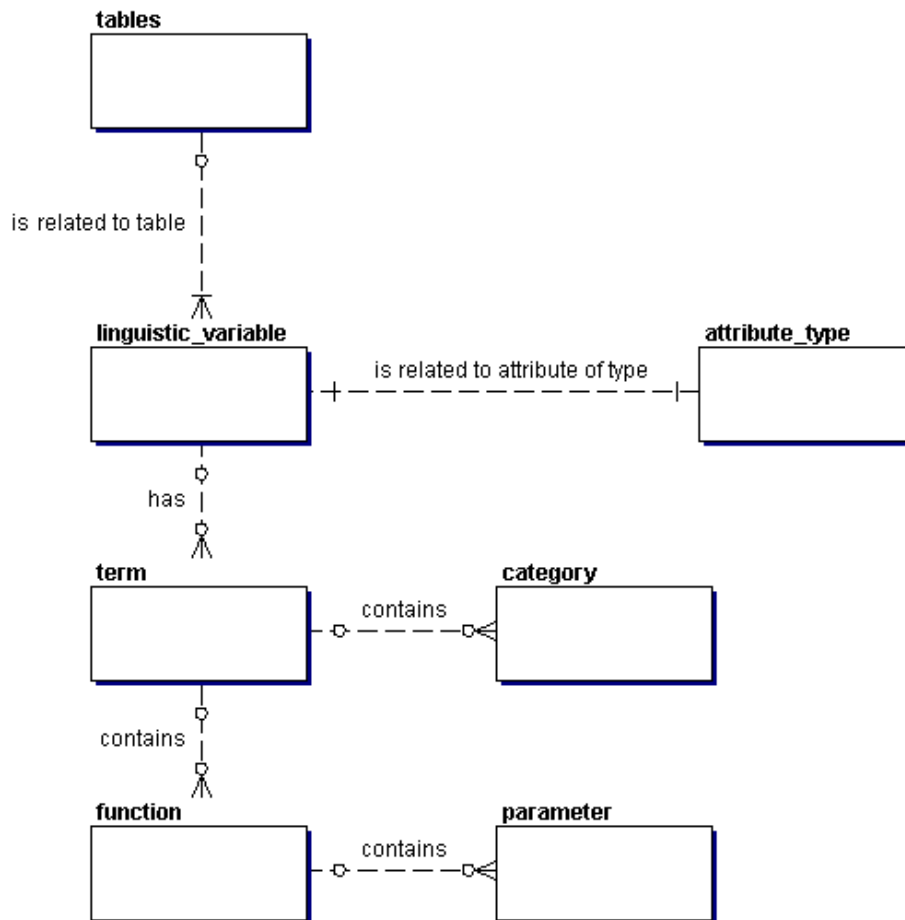 tables
is related to table
linguistic_variable
attribute_type
is related to attribute of type
has
term
category
contains
contains
function
parameter
contains